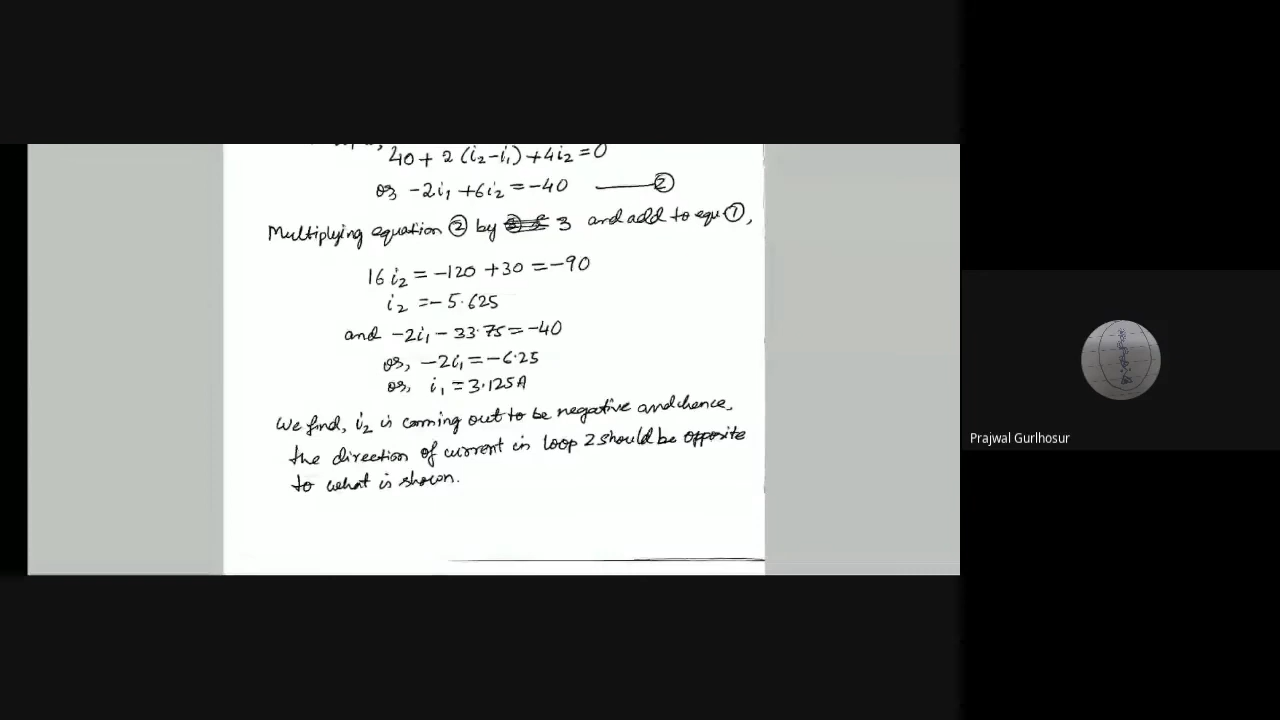 40 + 2 (i₂-i₁) + 4i₂ = 0
or -2i₁ + 6i₂ = -40 ——— ②
Multiplying equation ② by 3 and add to equ ①,
16 i₂ = -120 + 30 = -90
i₂ = -5.625
and -2i₁ - 33.75 = -40
or, -2i₁ = -6.25
or, i₁ = 3.125A
We find, i₂ is coming out to be negative and hence,
the direction of current in loop 2 should be opposite
to what is shown.
Prajwal Gurlhosur